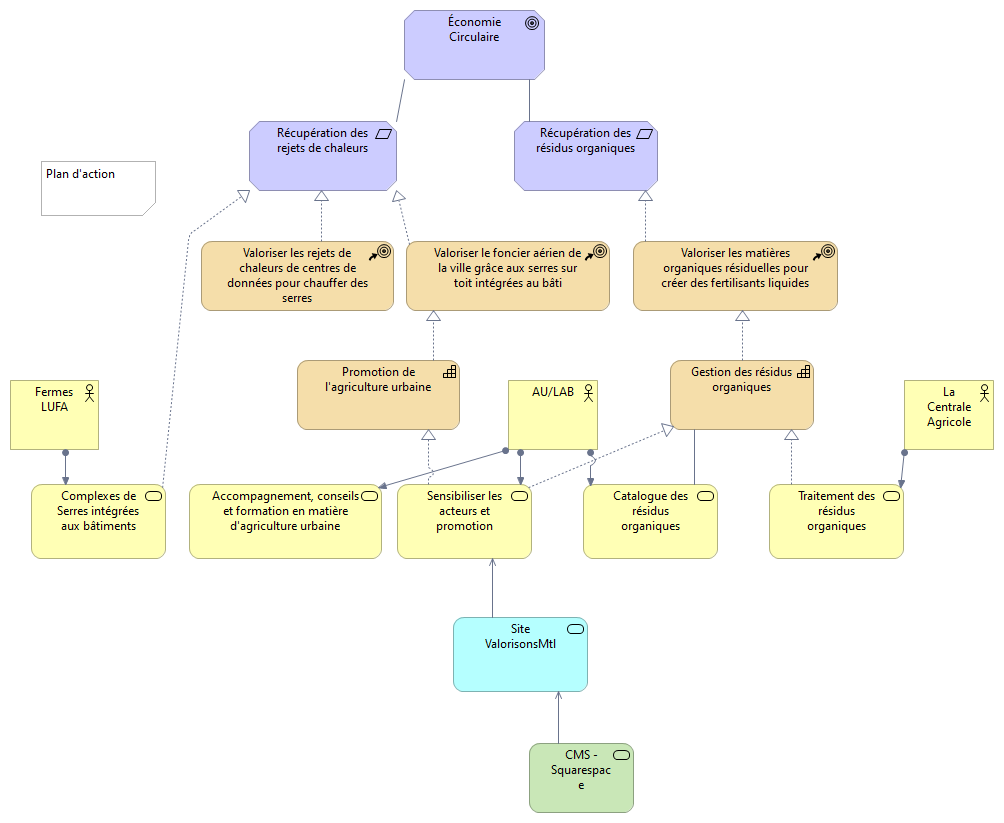 Économie
Circulaire
Récupération des
rejets de chaleurs
Récupération des
résidus organiques
Plan d'action
Valoriser les rejets de
chaleurs de centres de
données pour chauffer des
serres
Valoriser le foncier aérien de
la ville grâce aux serres sur
toit intégrées au bâti
Valoriser les matières
organiques résiduelles pour
créer des fertilisants liquides
Promotion de
l'agriculture urbaine
Gestion des résidus
organiques
Fermes
LUFA
AU/LAB
La
Centrale
Agricole
Complexes de
Serres intégrées
aux bâtiments
Accompagnement, conseils
et formation en matière
d'agriculture urbaine
Sensibiliser les
acteurs et
promotion
Catalogue des
résidus
organiques
Traitement des
résidus
organiques
Site
ValorisonsMtl
CMS -
Squarespac
e